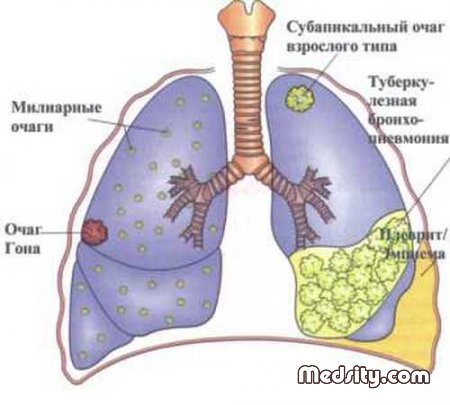 Субапикальный очаг
взрослого типа
Туберку-
лезная
бронхо-
пневмония
Милиарные
очаги
Очаг
Гона
Плеврит/
Эмпиема
Medsity.com